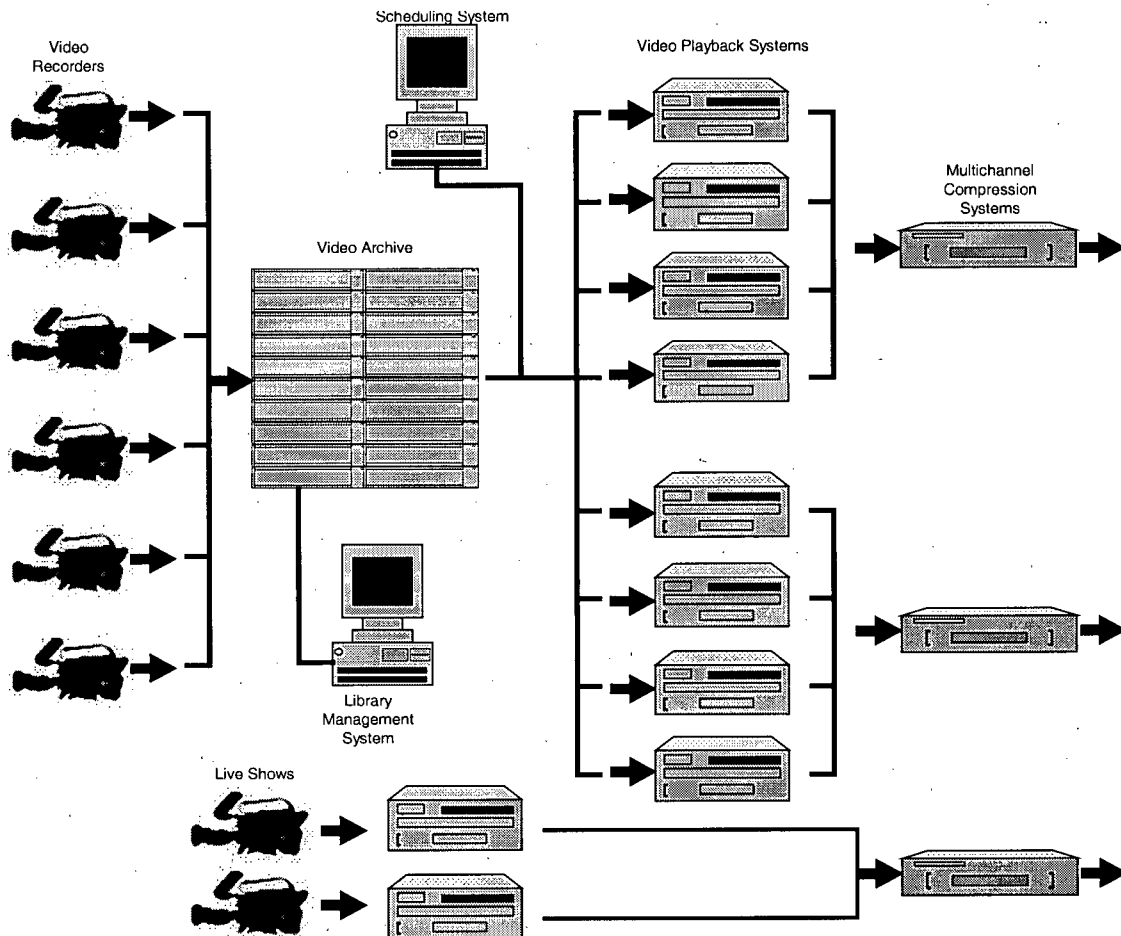 Scheduling System
Video
Recorders
Video Playback Systems
Multichannel
Compression
Systems
Video Archive
Library
Management
System
Live Shows